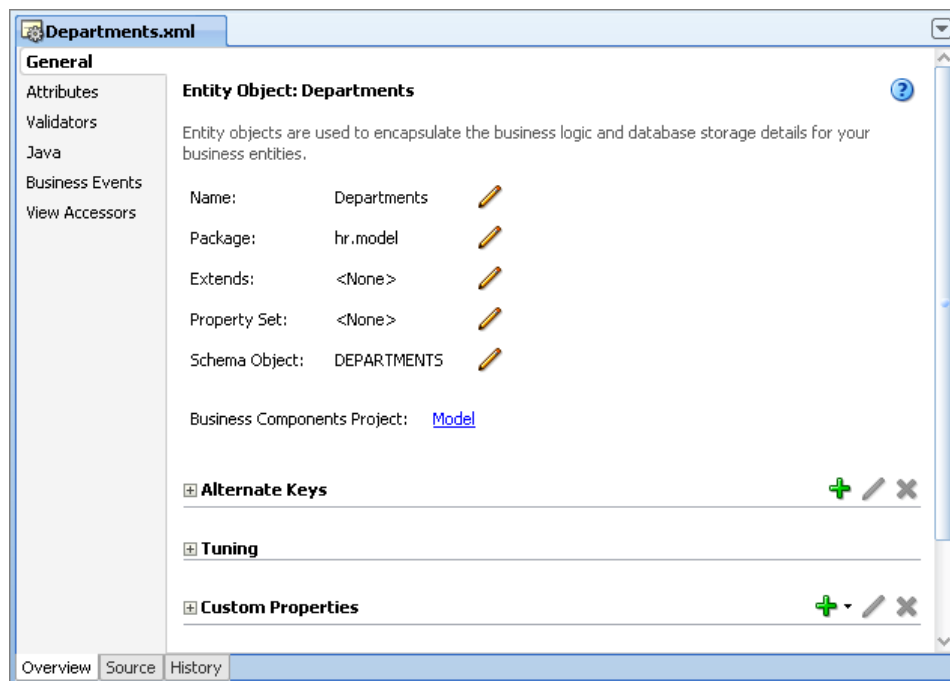 Departments.xml
General
Attributes
Validators
Java
Business Events
View Accessors
Entity Object: Departments
?
Entity objects are used to encapsulate the business logic and database storage details for your
business entities.
Name: Departments
Package: hr.model
Extends: <None>
Property Set: <None>
Schema Object: DEPARTMENTS
Business Components Project: Model
Alternate Keys
Tuning
Custom Properties
Overview Source History